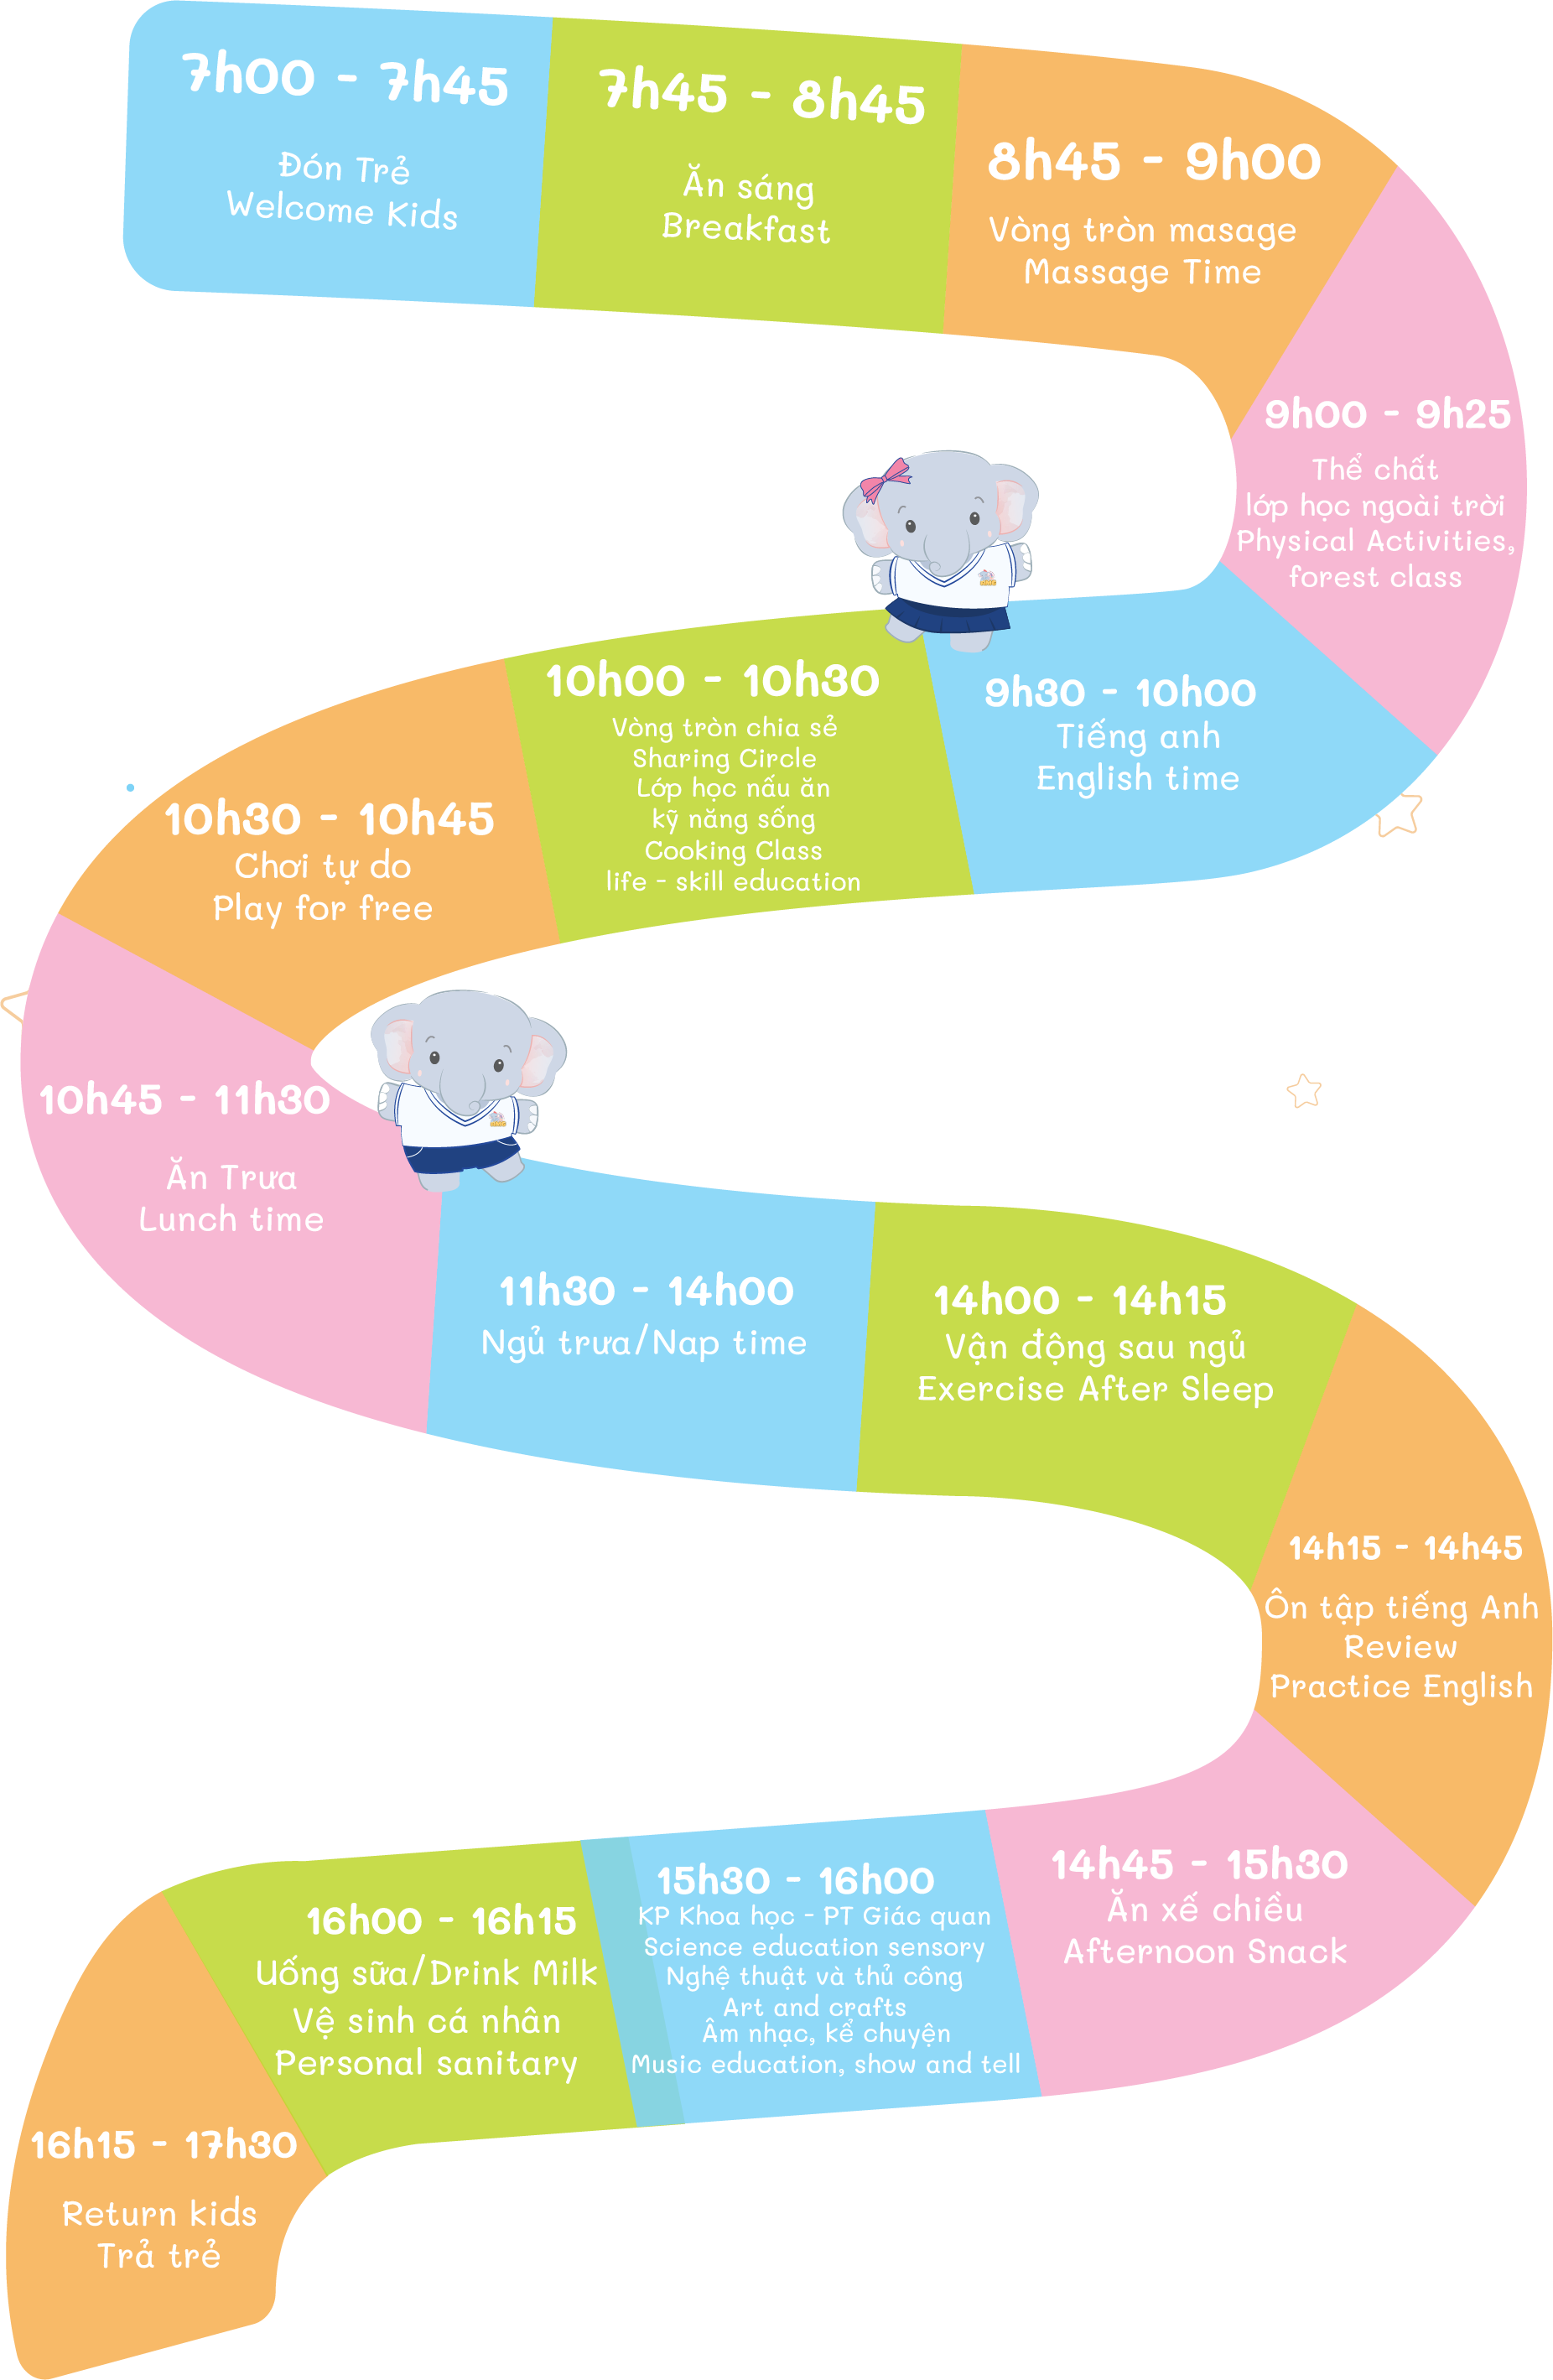 7h00 - 7h45
Đón Trẻ
Welcome Kids
7h45 - 8h45
Ăn sáng
Breakfast
8h45 - 9h00
Vòng tròn masage
Massage Time
9h00 - 9h25
Thể chất
lớp học ngoài trời
Physical Activities,
forest class
9h30 - 10h00
Tiếng anh
English time
10h00 - 10h30
Vòng tròn chia sẻ
Sharing Circle
Lớp học nấu ăn
kỹ năng sống
Cooking Class
life - skill education
10h30 - 10h45
Chơi tự do
Play for free
10h45 - 11h30
Ăn Trưa
Lunch time
11h30 - 14h00
Ngủ trưa/Nap time
14h00 - 14h15
Vận động sau ngủ
Exercise After Sleep
14h15 - 14h45
Ôn tập tiếng Anh
Review
Practice English
14h45 - 15h30
Ăn xế chiều
Afternoon Snack
15h30 - 16h00
KP Khoa học - PT Giác quan
Science education sensory
Nghệ thuật và thủ công
Art and crafts
Âm nhạc, kể chuyện
Music education, show and tell
16h00 - 16h15
Uống sữa/Drink Milk
Vệ sinh cá nhân
Personal sanitary
16h15 - 17h30
Return kids
Trả trẻ